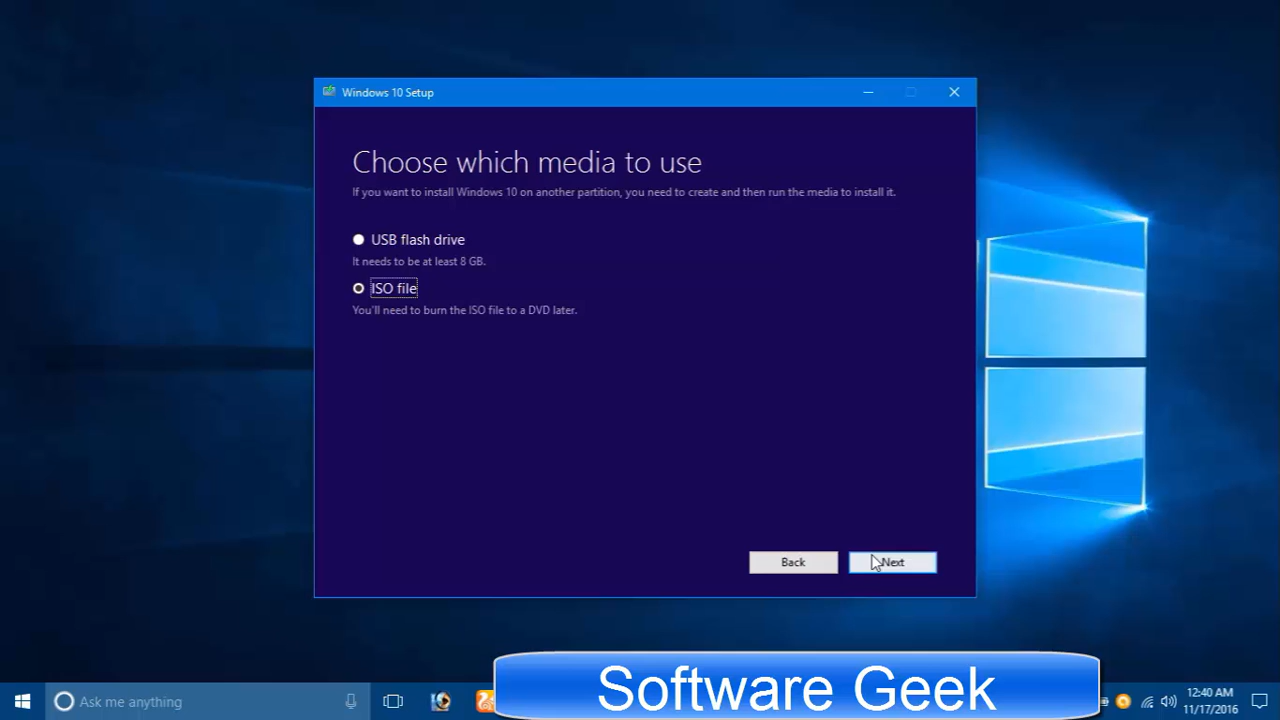 Windows 10 Setup
Choose which media to use
If you want to install Windows 10 on another partition, you need to create and then run the media to install it.
USB flash drive
It needs to be at least 8 GB.
ISO file
You'll need to burn the ISO file to a DVD later.
Back
Next
Software Geek
Ask me anything
12:40 AM
11/17/2016